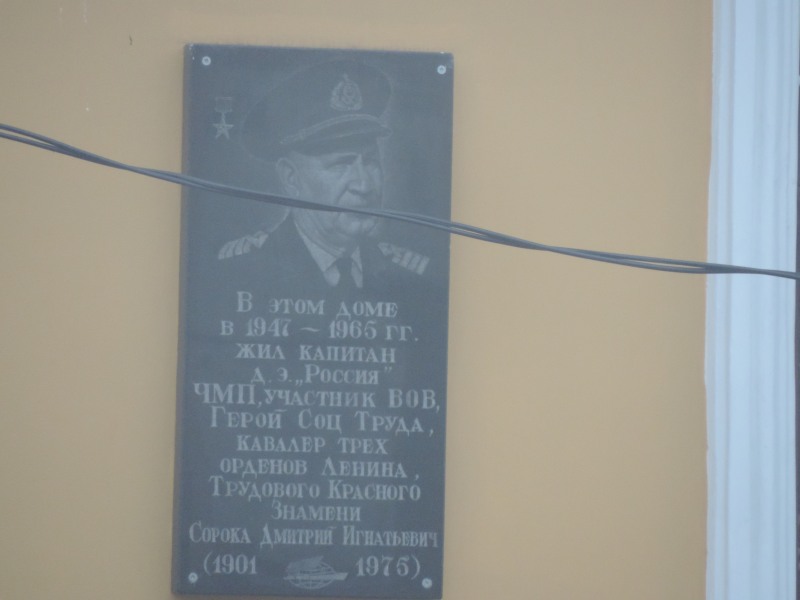 В этом доме
в 1947 ~ 1965 гг.
жил капитан
д.э. „Россия"
ЧМП, участник ВОВ,
Герой Соц Труда,
кавалер трех
орденов Ленина,
Трудового Красного
Знамени
Сорока Дмитрий Игнатьевич
(1901 1975)